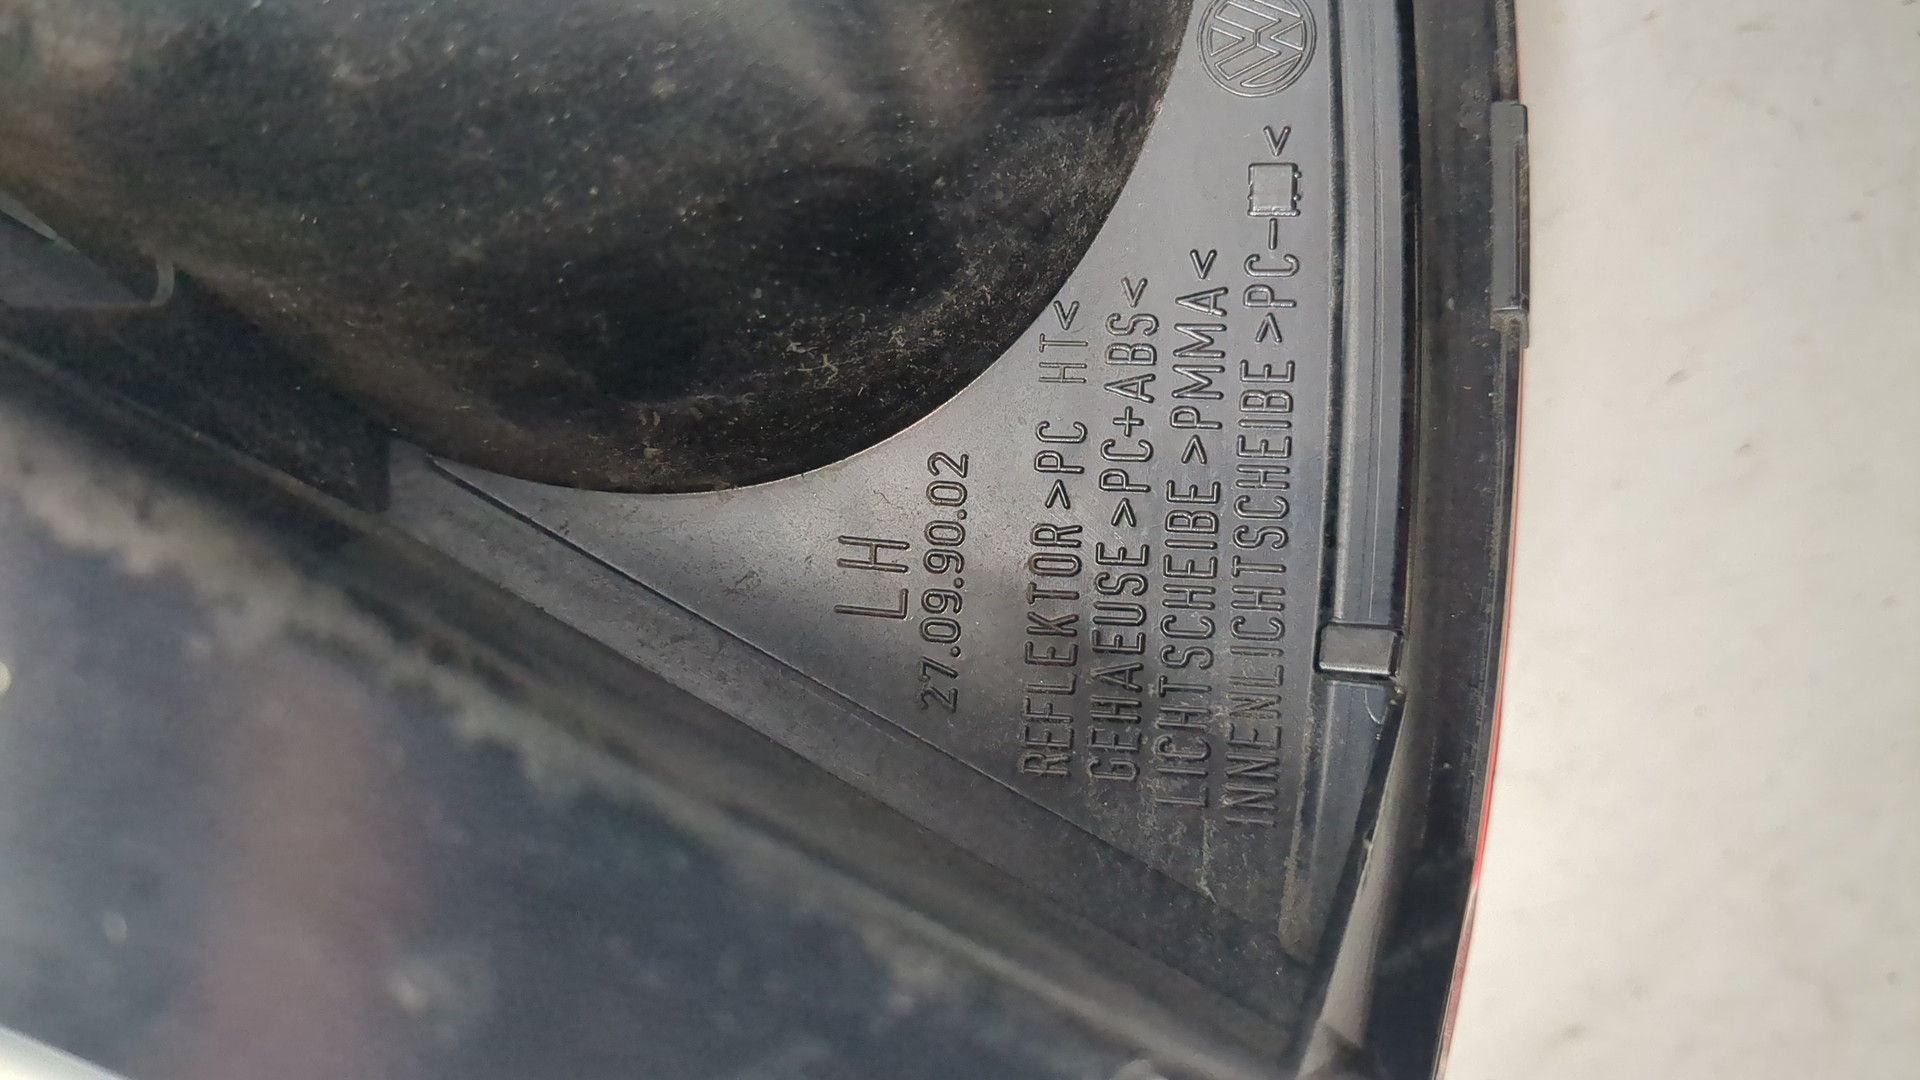 LH
27.09.90.02
REFLEKTOR >PC HT<
GEHAEUSE >PC+ABS<
LICHTSCHEIBE >PMMA<
INNENLICHTSCHEIBE >PC-<